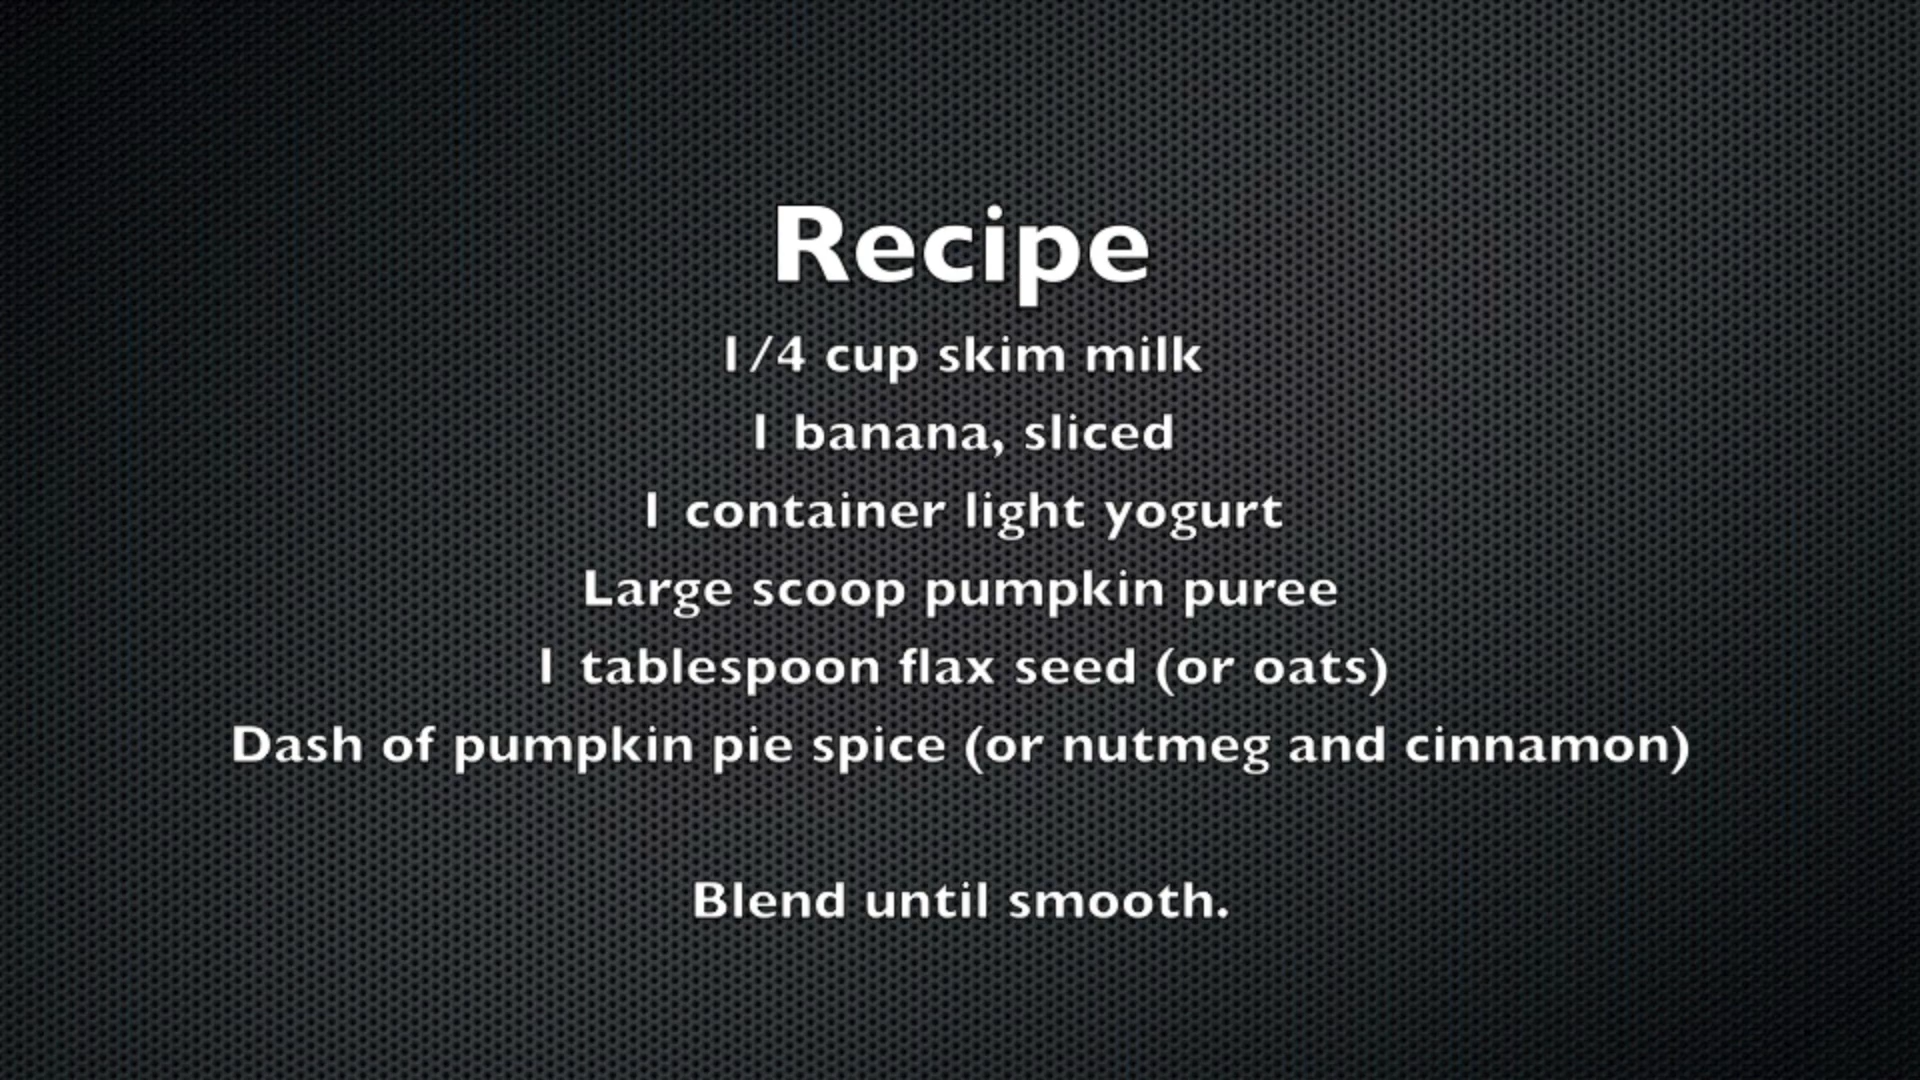 Recipe
1/4 cup skim milk
1 banana, sliced
1 container light yogurt
Large scoop pumpkin puree
1 tablespoon flax seed (or oats)
Dash of pumpkin pie spice (or nutmeg and cinnamon)
Blend until smooth.